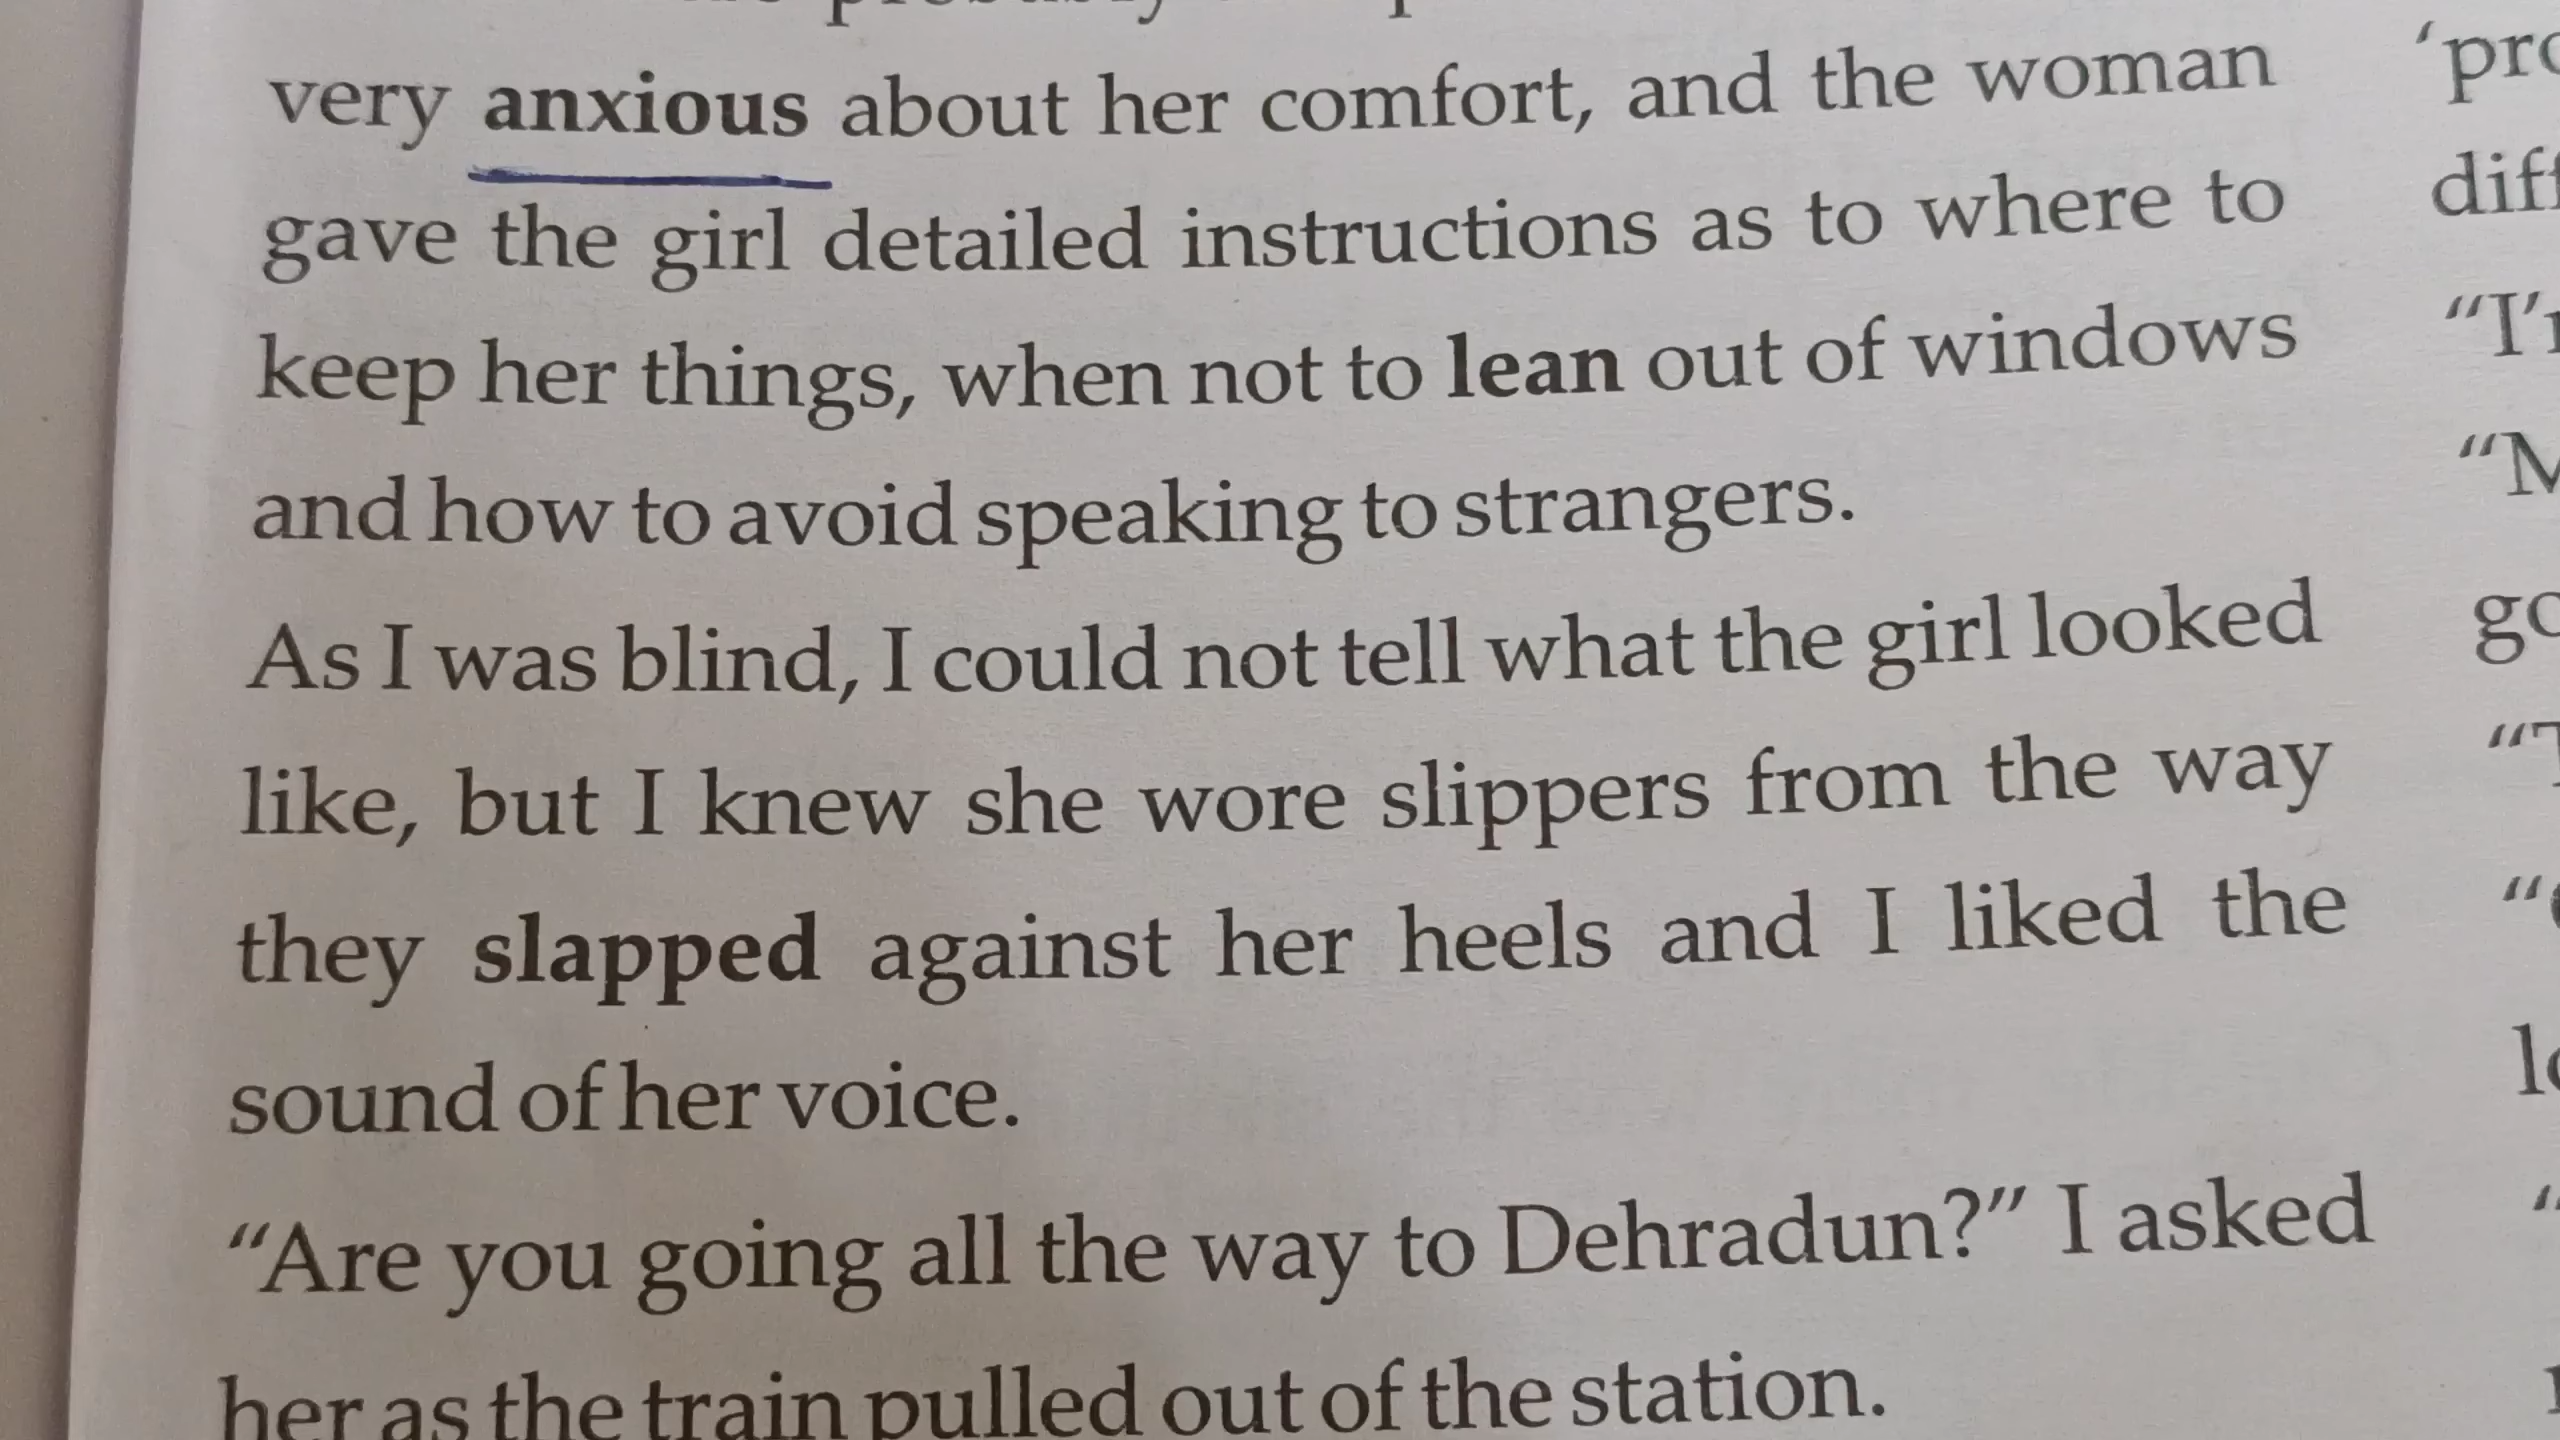 very anxious about her comfort, and the woman
gave the girl detailed instructions as to where to
keep her things, when not to lean out of windows
and how to avoid speaking to strangers.
As I was blind, I could not tell what the girl looked
like, but I knew she wore slippers from the way
they slapped against her heels and I liked the
sound of her voice.
"Are you going all the way to Dehradun?" I asked
her as the train pulled out of the station.